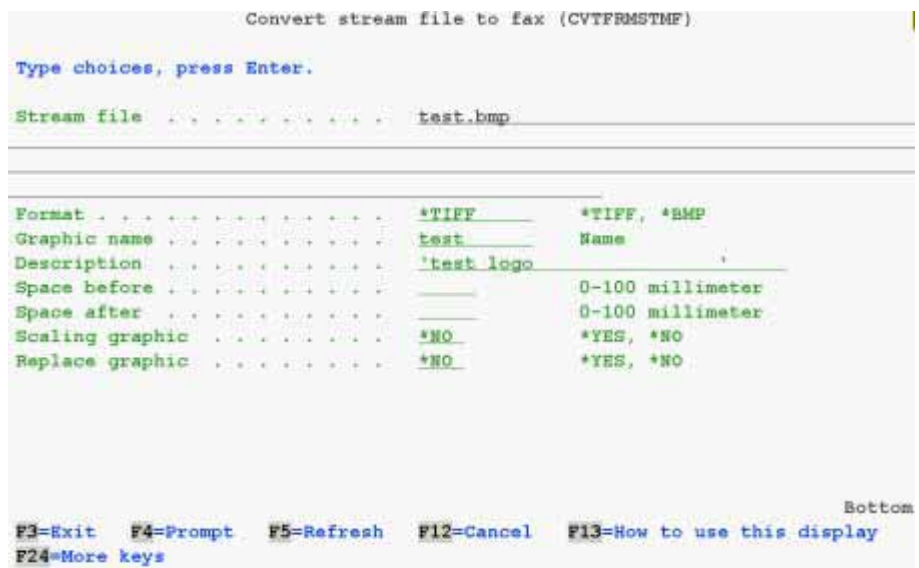 Convert stream file to fax (CVTFRMSTMF)
Type choices, press Enter.
Stream file . . . . . . . . . . test.bmp
Format . . . . . . . . . . . . . *TIFF *TIFF, *BMP
Graphic name . . . . . . . . . . test Name
Description . . . . . . . . . . 'test logo '
Space before . . . . . . . . . . 0-100 millimeter
Space after . . . . . . . . . . 0-100 millimeter
Scaling graphic . . . . . . . . *NO *YES, *NO
Replace graphic . . . . . . . . *NO *YES, *NO
Bottom
F3=Exit F4=Prompt F5=Refresh F12=Cancel F13=How to use this display
F24=More keys